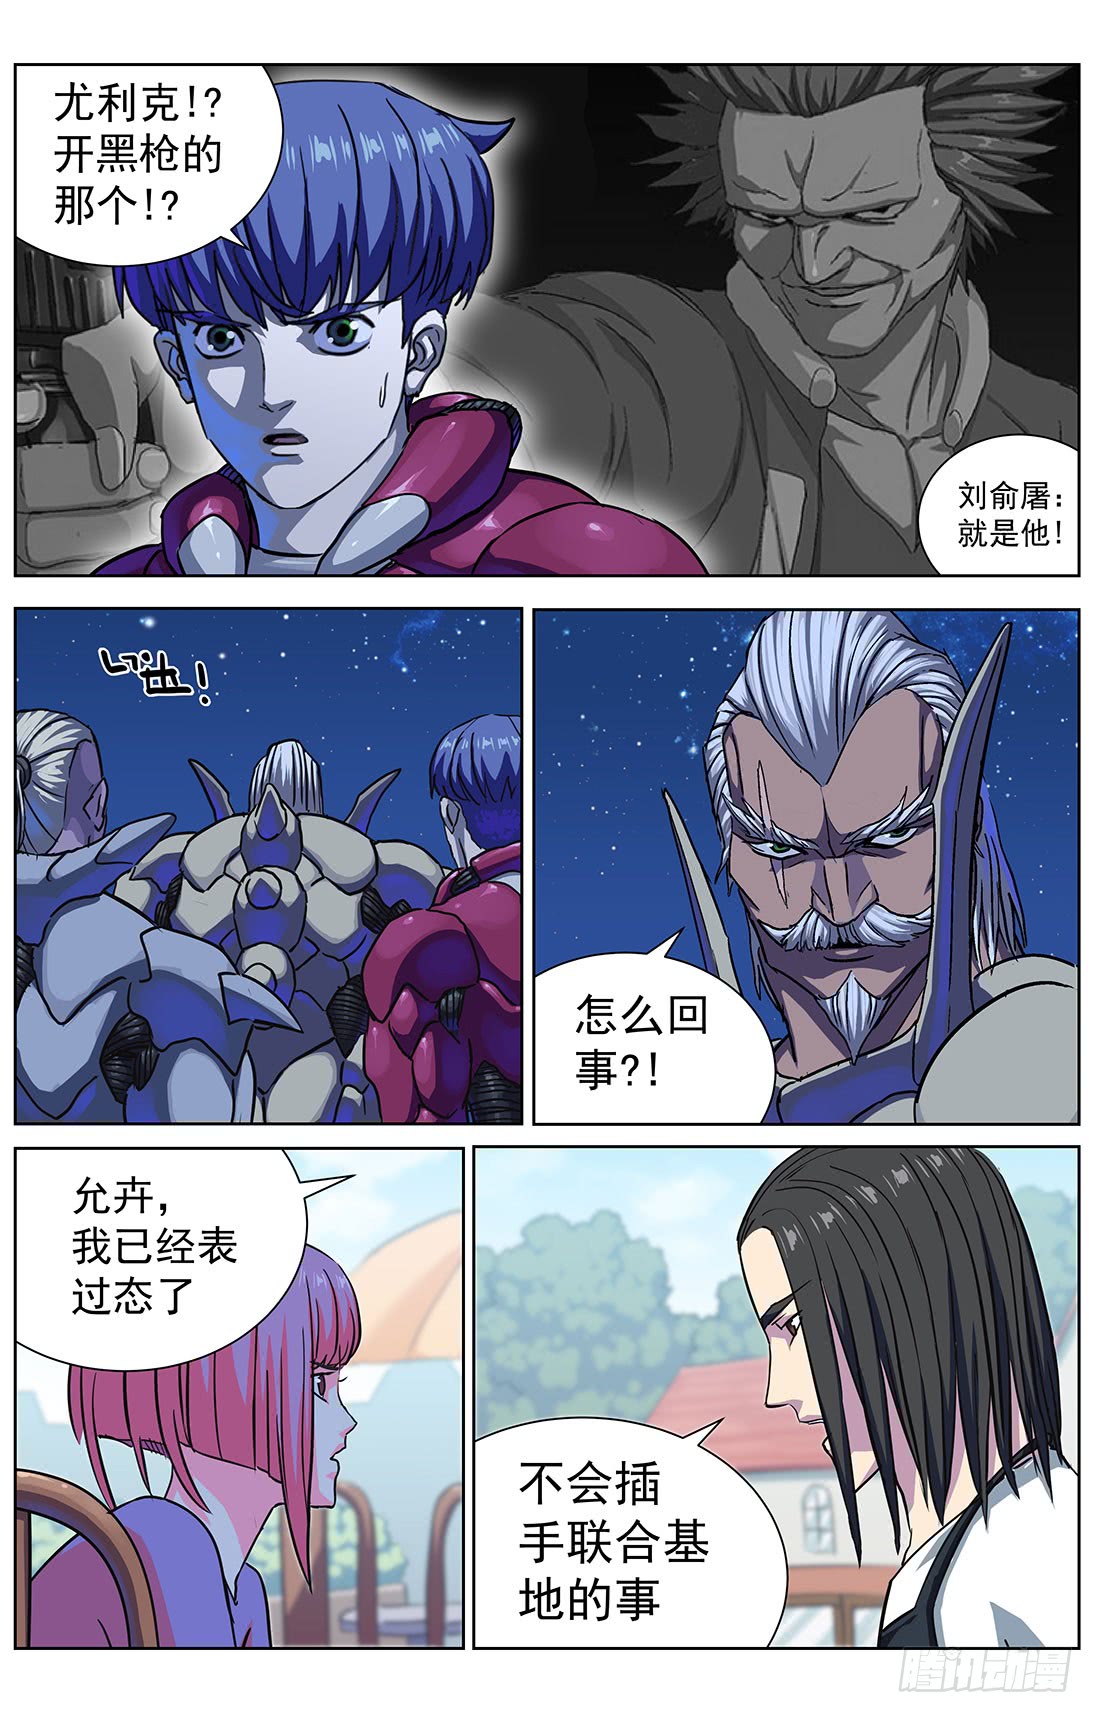 尤利克!?
开黑枪的
那个!?
刘俞屠:
就是他!
怎么回
事?!
允卉,
我已经表
过态了
不会插
手联合基
地的事
腾讯动漫